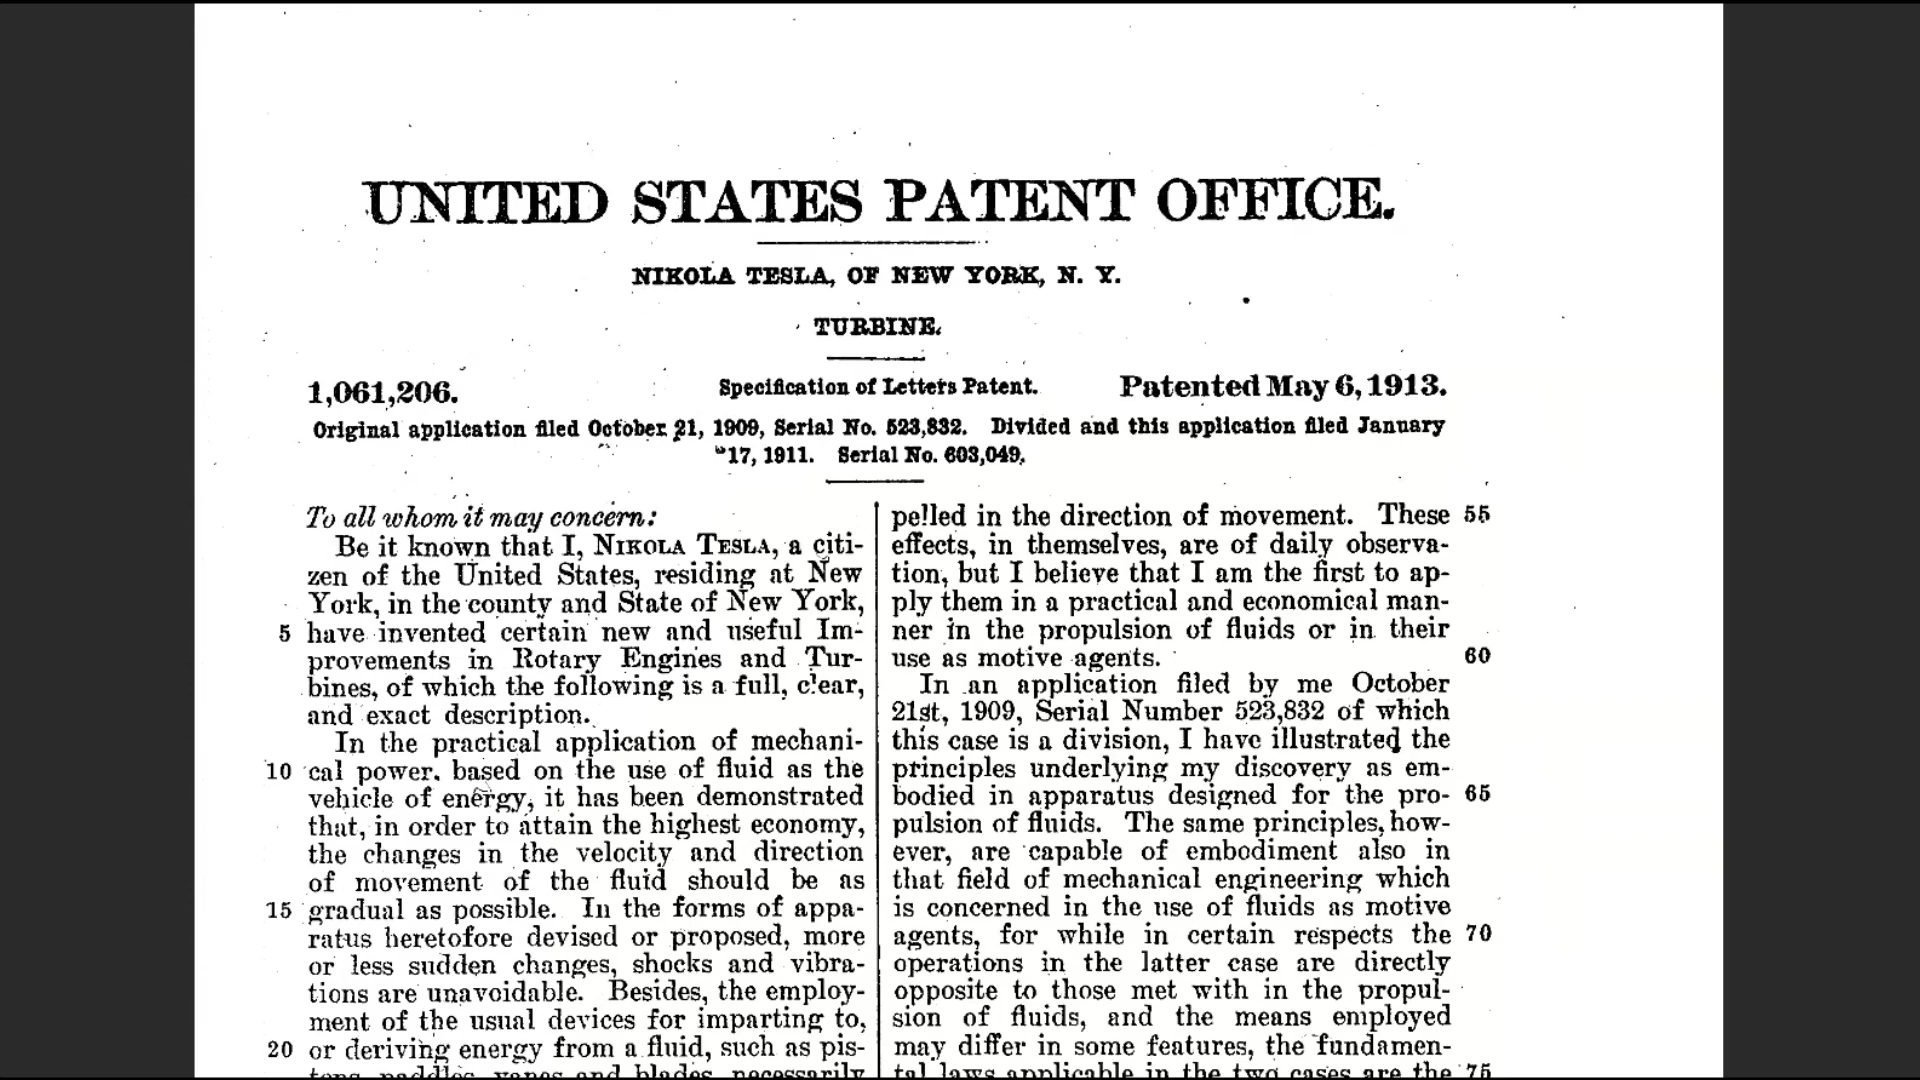 UNITED STATES PATENT OFFICE.
NIKOLA TESLA, OF NEW YORK, N. Y.
TURBINE.
1,061,206. Specification of Letters Patent. Patented May 6, 1913.
Original application filed October 21, 1909, Serial No. 523,832. Divided and this application filed January
17, 1911. Serial No. 603,049.
To all whom it may concern:
Be it known that I, NIKOLA TESLA, a citi-
zen of the United States, residing at New
York, in the county and State of New York,
5 have invented certain new and useful Im-
provements in Rotary Engines and Tur-
bines, of which the following is a full, clear,
and exact description.
In the practical application of mechani-
10 cal power, based on the use of fluid as the
vehicle of energy, it has been demonstrated
that, in order to attain the highest economy,
the changes in the velocity and direction
of movement of the fluid should be as
15 gradual as possible. In the forms of appa-
ratus heretofore devised or proposed, more
or less sudden changes, shocks and vibra-
tions are unavoidable. Besides, the employ-
ment of the usual devices for imparting to,
20 or deriving energy from a fluid, such as pis-
tons, paddles, vanes and blades, necessarily
pelled in the direction of movement. These 55
effects, in themselves, are of daily observa-
tion, but I believe that I am the first to ap-
ply them in a practical and economical man-
ner in the propulsion of fluids or in their
use as motive agents. 60
In an application filed by me October
21st, 1909, Serial Number 523,832 of which
this case is a division, I have illustrated the
principles underlying my discovery as em-
bodied in apparatus designed for the pro- 65
pulsion of fluids. The same principles, how-
ever, are capable of embodiment also in
that field of mechanical engineering which
is concerned in the use of fluids as motive
agents, for while in certain respects the 70
operations in the latter case are directly
opposite to those met with in the propul-
sion of fluids, and the means employed
may differ in some features, the fundamen-
tal laws applicable in the two cases are the 75